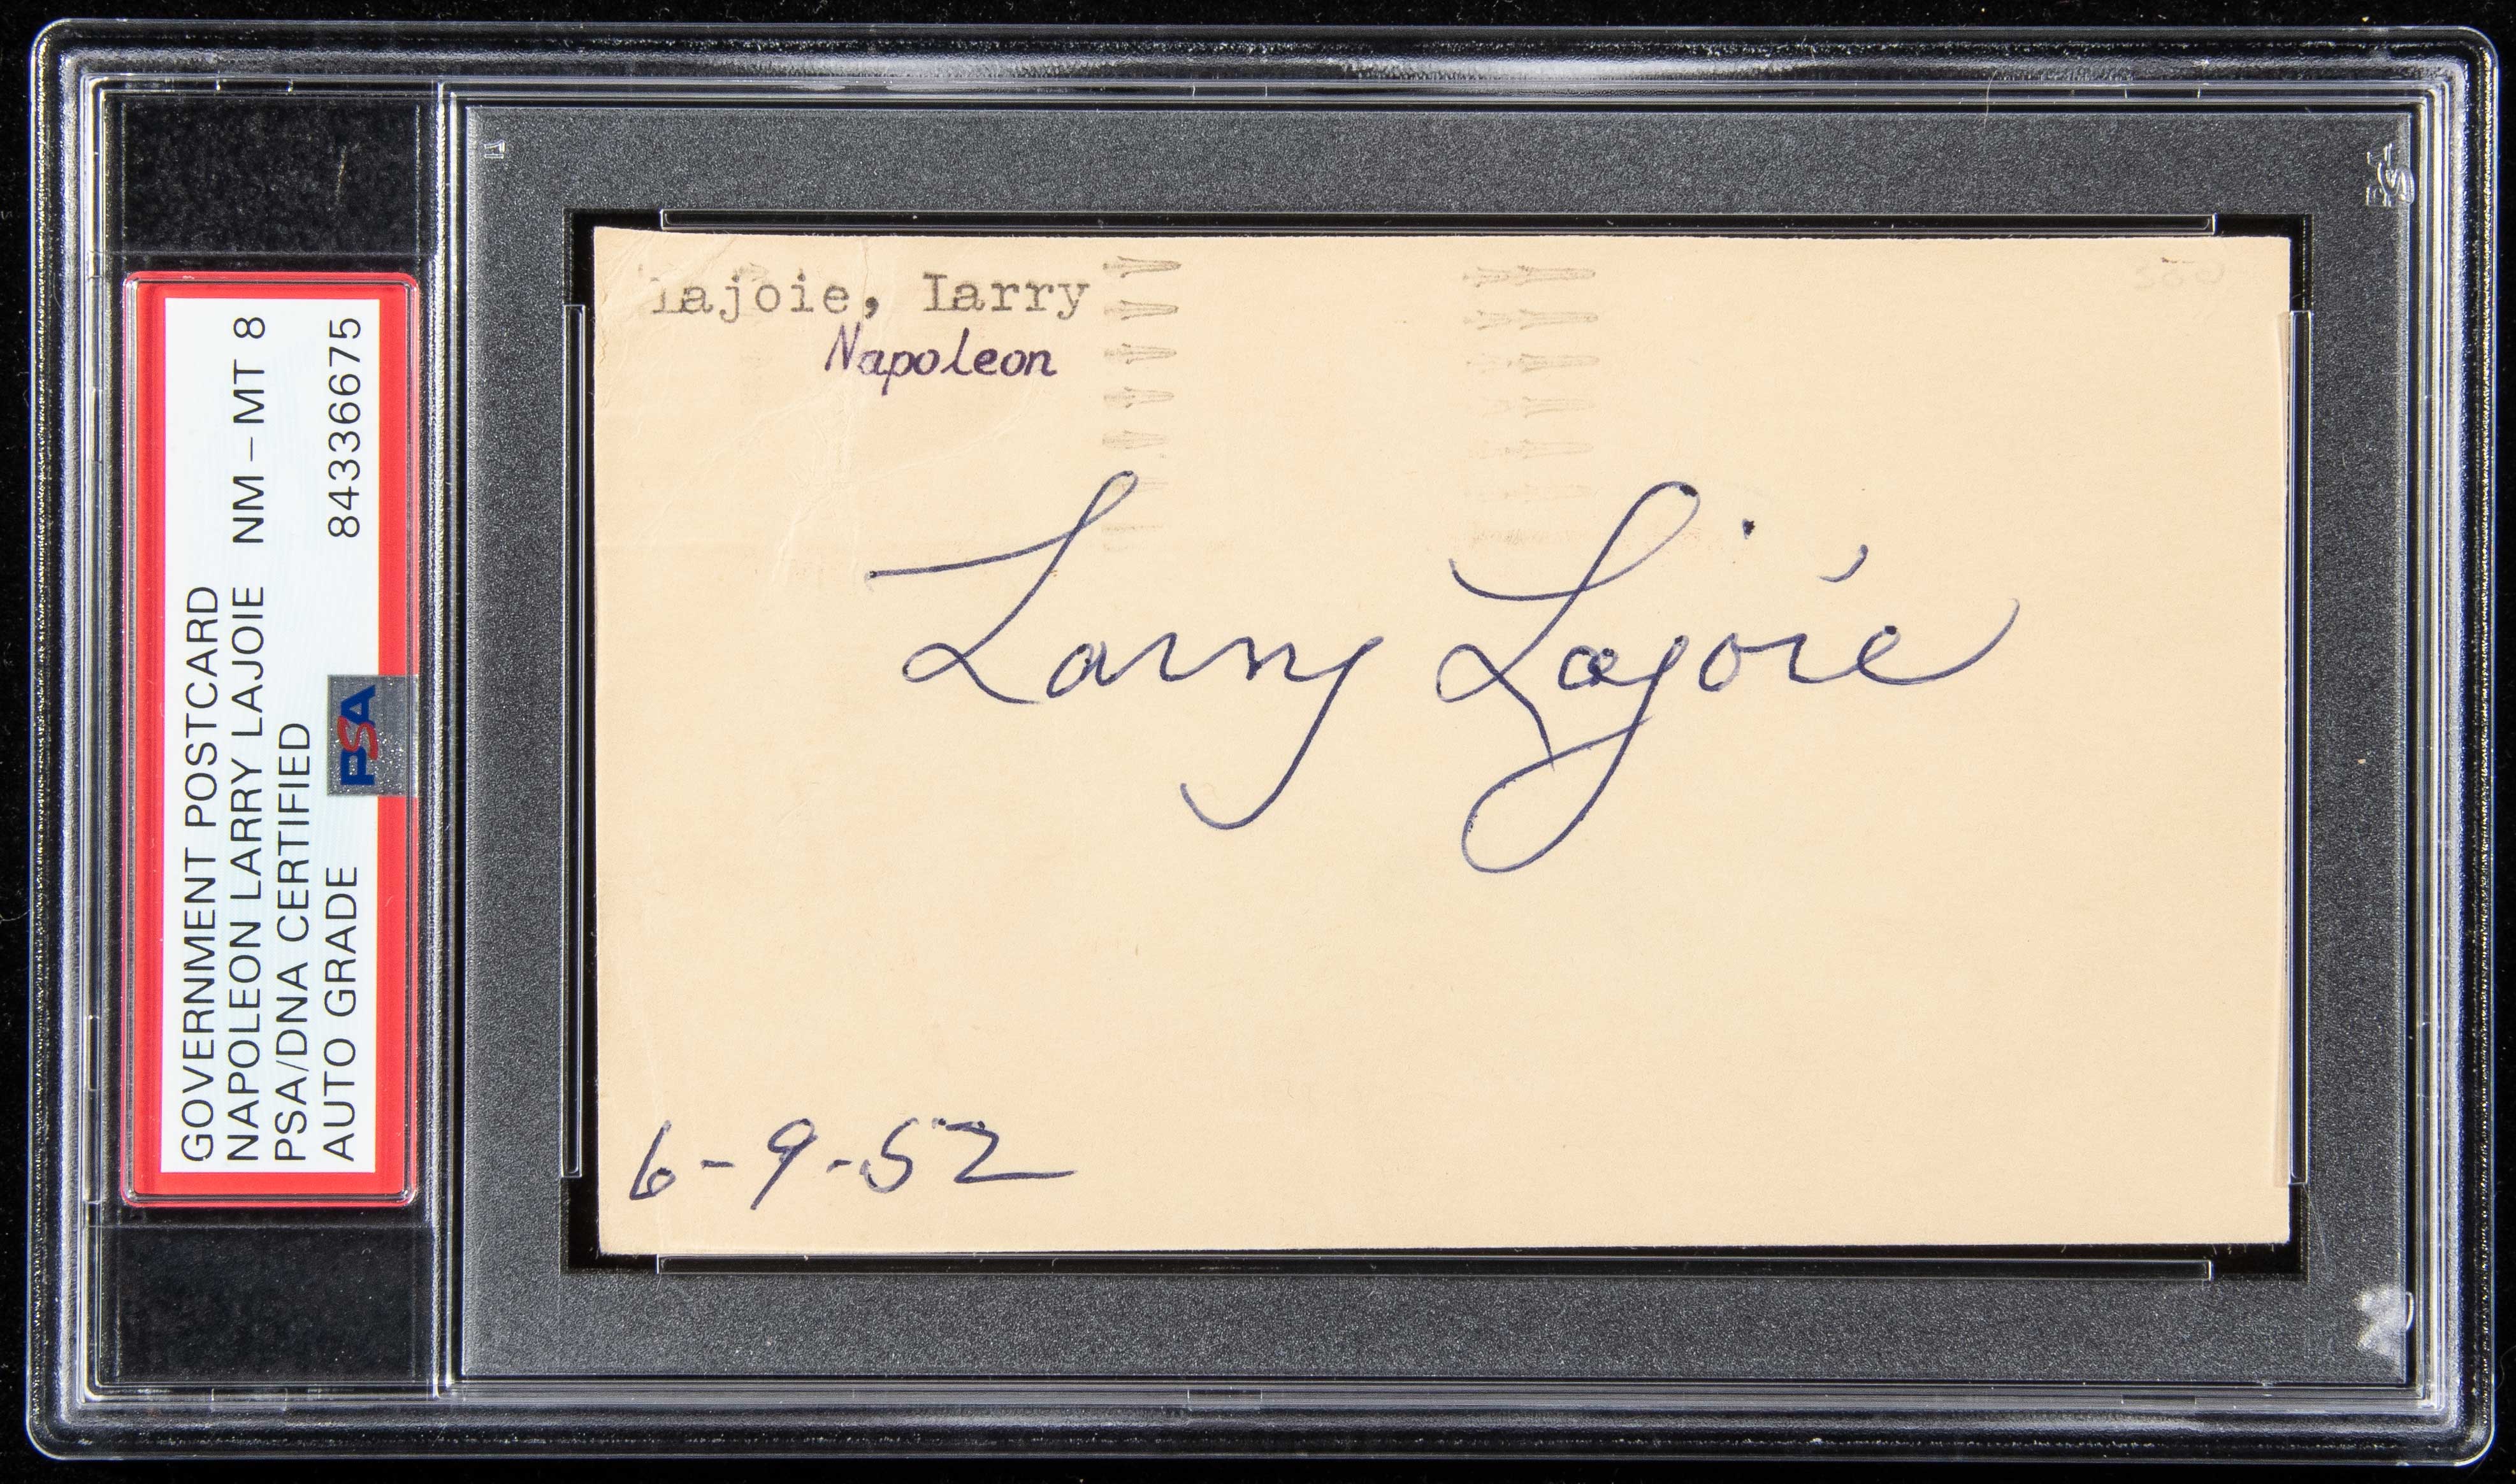 GOVERNMENT POSTCARD
NAPOLEON LARRY LAJOIE NM-MT 8
PSA/DNA CERTIFIED
AUTO GRADE 84336675
PSA
Lajoie, Larry
Napoleon
Larry Lajoie
6-9-52
PSA